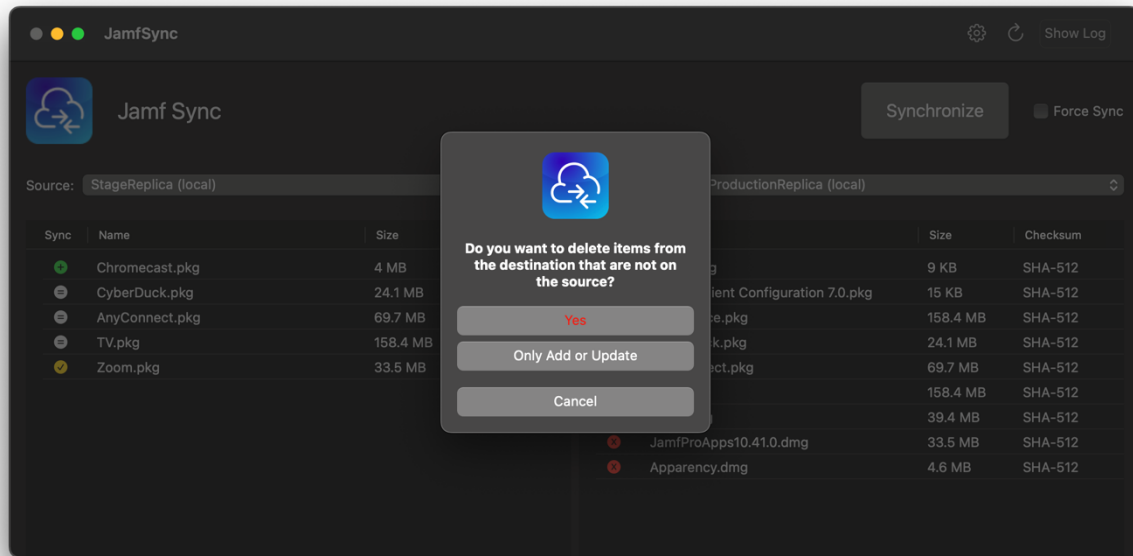 JamfSync
Show Log
Jamf Sync
Synchronize
Force Sync
Source:
StageReplica (local)
ProductionReplica (local)
Sync Name Size
Size Checksum
Chromecast.pkg 4 MB
CyberDuck.pkg 24.1 MB
AnyConnect.pkg 69.7 MB
TV.pkg 158.4 MB
Zoom.pkg 33.5 MB
Do you want to delete items from
the destination that are not on
the source?
Yes
Only Add or Update
Cancel
9 KB SHA-512
Configuration 7.0.pkg 15 KB SHA-512
158.4 MB SHA-512
24.1 MB SHA-512
69.7 MB SHA-512
158.4 MB SHA-512
39.4 MB SHA-512
JamfProApps10.41.0.dmg 33.5 MB SHA-512
Apparency.dmg 4.6 MB SHA-512